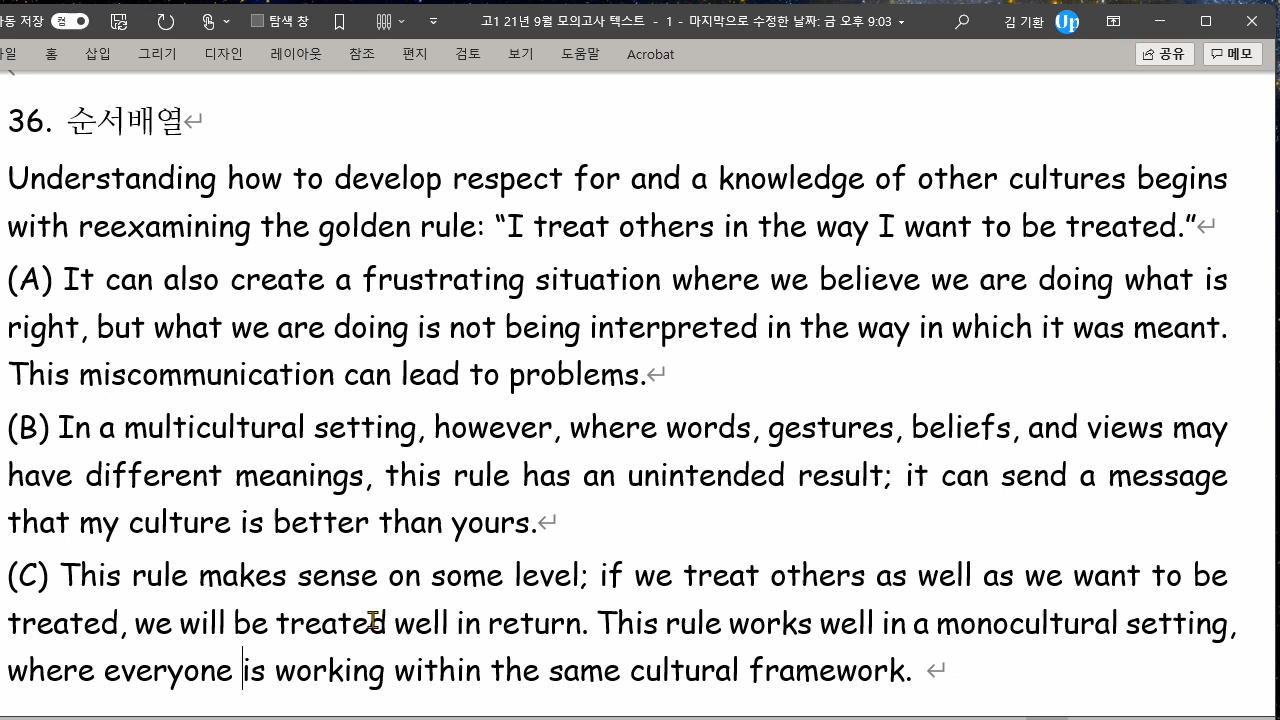 동 저장 컴 탐색 창 고1 21년 9월 모의고사 텍스트 - 1 - 마지막으로 수정한 날짜: 금 오후 9:03 김 기환 Up
일 홈 삽입 그리기 디자인 레이아웃 참조 편지 검토 보기 도움말 Acrobat 공유 메모
36. 순서배열
Understanding how to develop respect for and a knowledge of other cultures begins
with reexamining the golden rule: “I treat others in the way I want to be treated.”
(A) It can also create a frustrating situation where we believe we are doing what is
right, but what we are doing is not being interpreted in the way in which it was meant.
This miscommunication can lead to problems.
(B) In a multicultural setting, however, where words, gestures, beliefs, and views may
have different meanings, this rule has an unintended result; it can send a message
that my culture is better than yours.
(C) This rule makes sense on some level; if we treat others as well as we want to be
treated, we will be treated well in return. This rule works well in a monocultural setting,
where everyone is working within the same cultural framework.